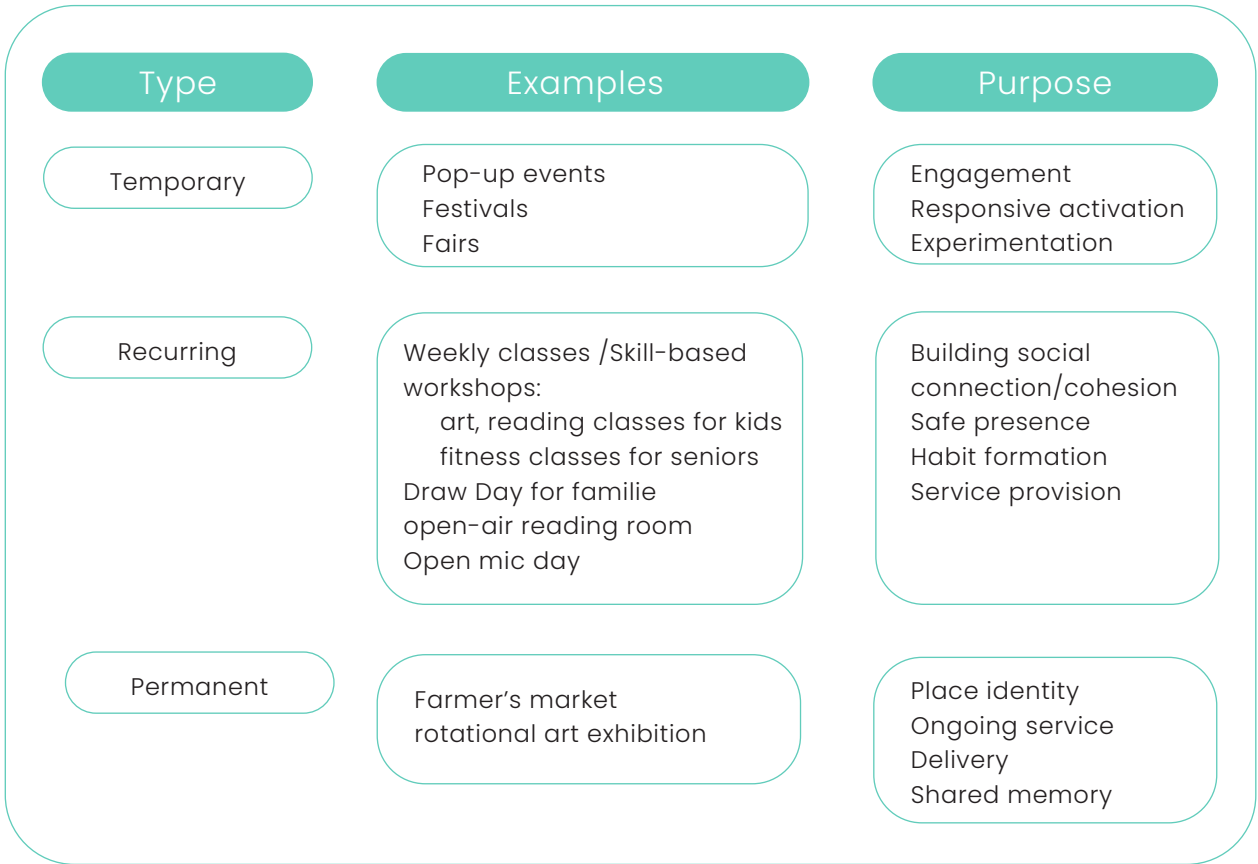 Type
Examples
Purpose
Temporary
Pop-up events
Festivals
Fairs
Engagement
Responsive activation
Experimentation
Recurring
Weekly classes /Skill-based
workshops:
art, reading classes for kids
fitness classes for seniors
Draw Day for familie
open-air reading room
Open mic day
Building social
connection/cohesion
Safe presence
Habit formation
Service provision
Permanent
Farmer’s market
rotational art exhibition
Place identity
Ongoing service
Delivery
Shared memory